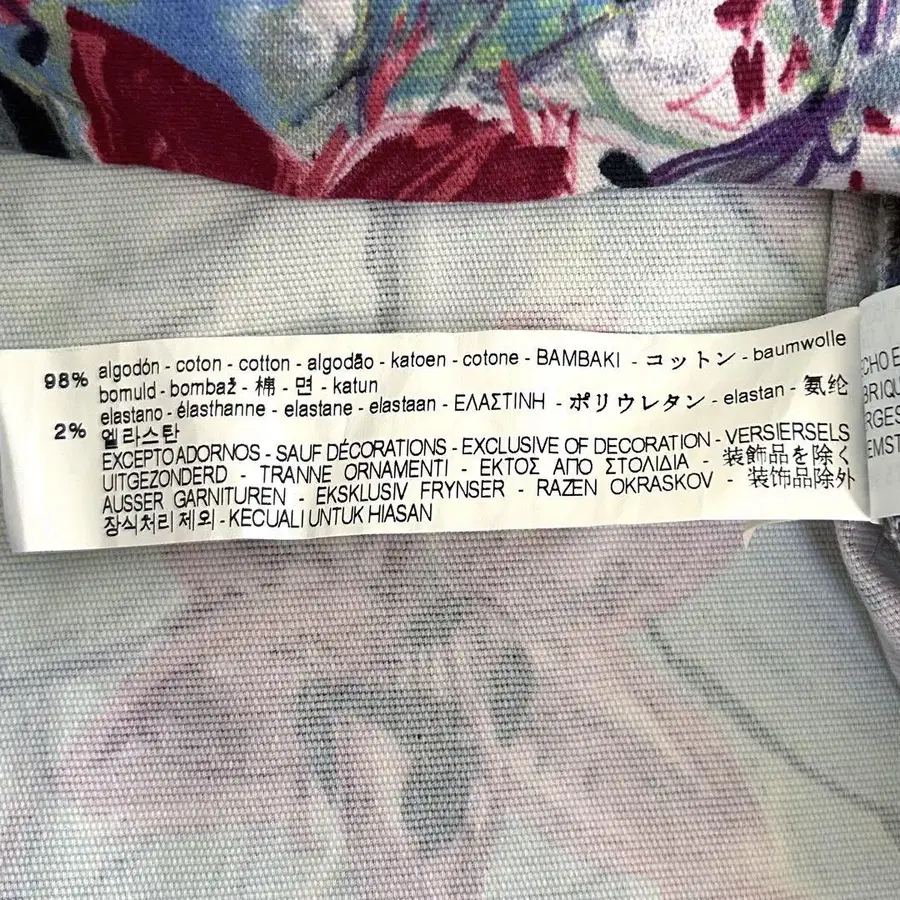 98% algodón - coton - cotton - algodão - katoen - cotone - BAMBAKI - コットン - baumwolle
bomuld - bombaž - 棉 - 면 - katun
2% elastano - élasthanne - elastane - elastaan - ΕΛΑΣΤΙΝΗ - ポリウレタン - elastan - 氨纶
엘라스탄
EXCEPTO ADORNOS - SAUF DÉCORATIONS - EXCLUSIVE OF DECORATION - VERSIERSELS
UITGEZONDERD - TRANNE ORNAMENTI - ΕΚΤΟΣ ΑΠΟ ΣΤΟΛΙΔΙΑ - 装飾品を除く
AUSSER GARNITUREN - EKSKLUSIV FRYNSER - RAZEN OKRASKOV - 装饰品除外
장식처리 제외 - KECUALI UNTUK HIASAN